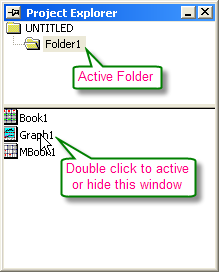 Project Explorer
UNTITLED
Folder1
Active Folder
Book1
Graph1
MBook1
Double click to active
or hide this window